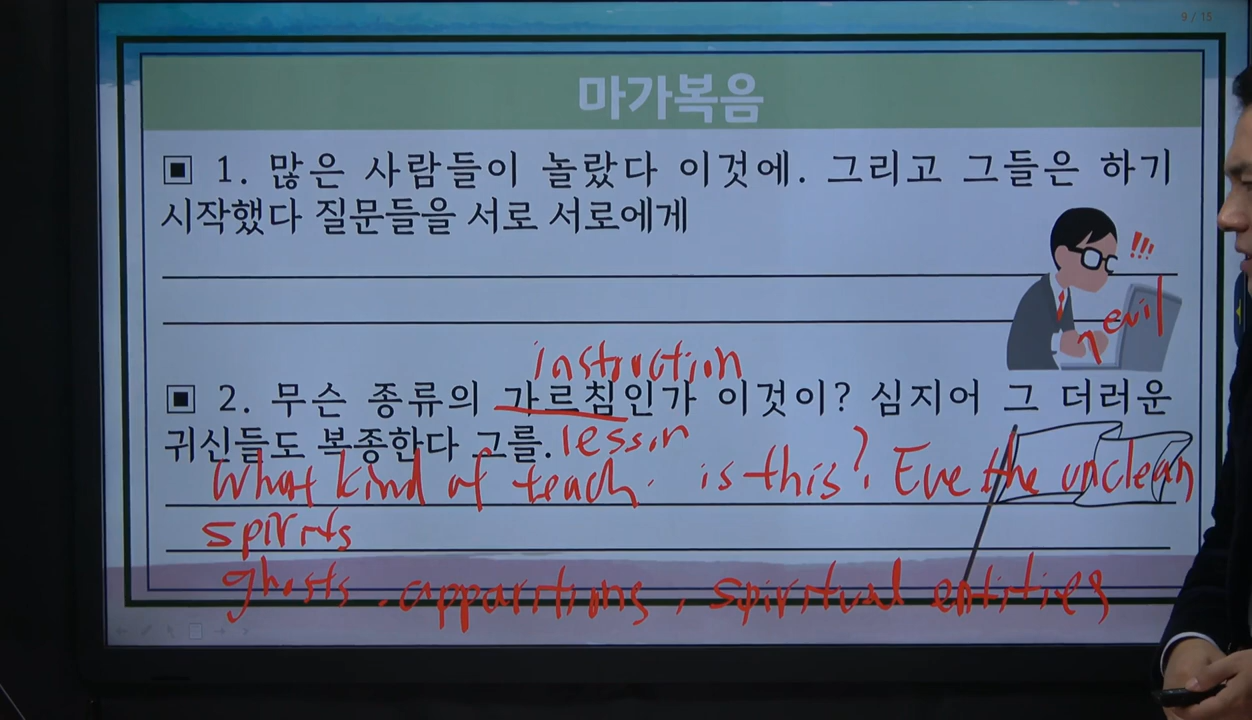 9 / 15
마가복음
▣ 1. 많은 사람들이 놀랐다 이것에. 그리고 그들은 하기
시작했다 질문들을 서로 서로에게
!!!
evil
instruction
▣ 2. 무슨 종류의 가르침인가 이것이? 심지어 그 더러운
귀신들도 복종한다 그를. lesson
What kind of teach. is this? Eve the unclean
spirits
ghosts. apparitions, spiritual entities